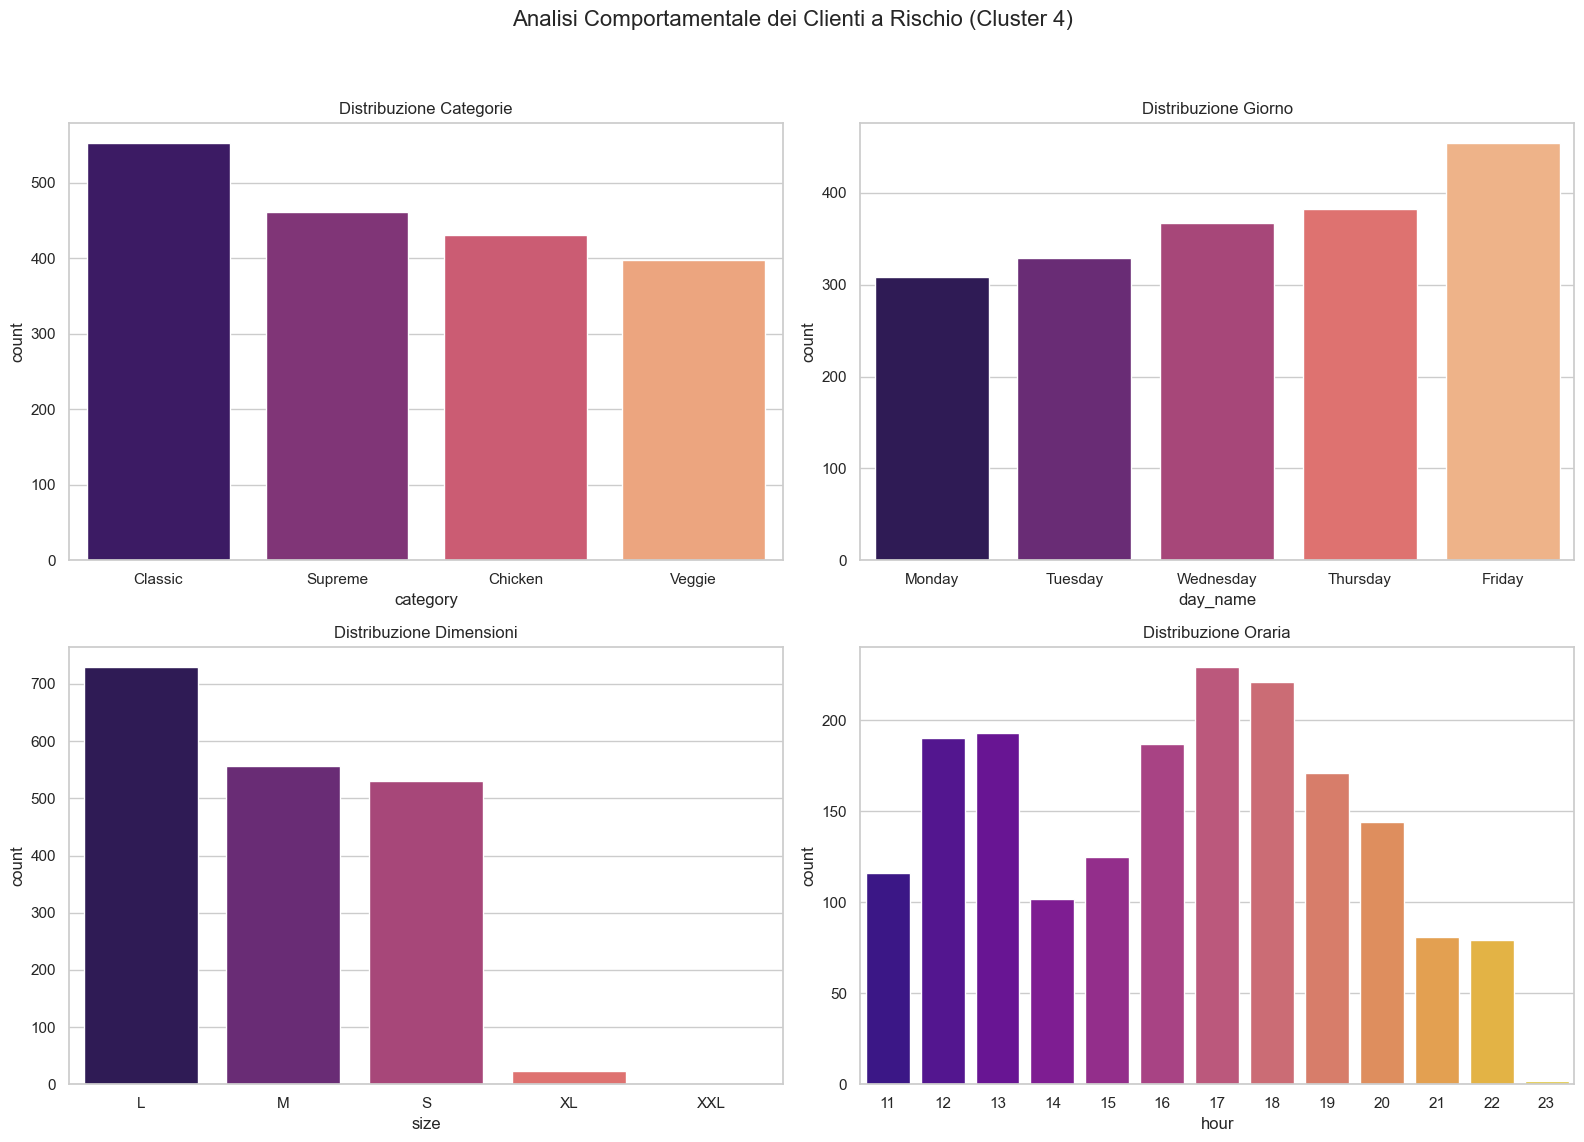 Analisi Comportamentale dei Clienti a Rischio (Cluster 4)
Distribuzione Categorie
count
500
400
300
200
100
0
Classic Supreme Chicken Veggie
category
Distribuzione Giorno
count
400
300
200
100
0
Monday Tuesday Wednesday Thursday Friday
day_name
Distribuzione Dimensioni
count
700
600
500
400
300
200
100
0
L M S XL XXL
size
Distribuzione Oraria
count
200
150
100
50
0
11 12 13 14 15 16 17 18 19 20 21 22 23
hour